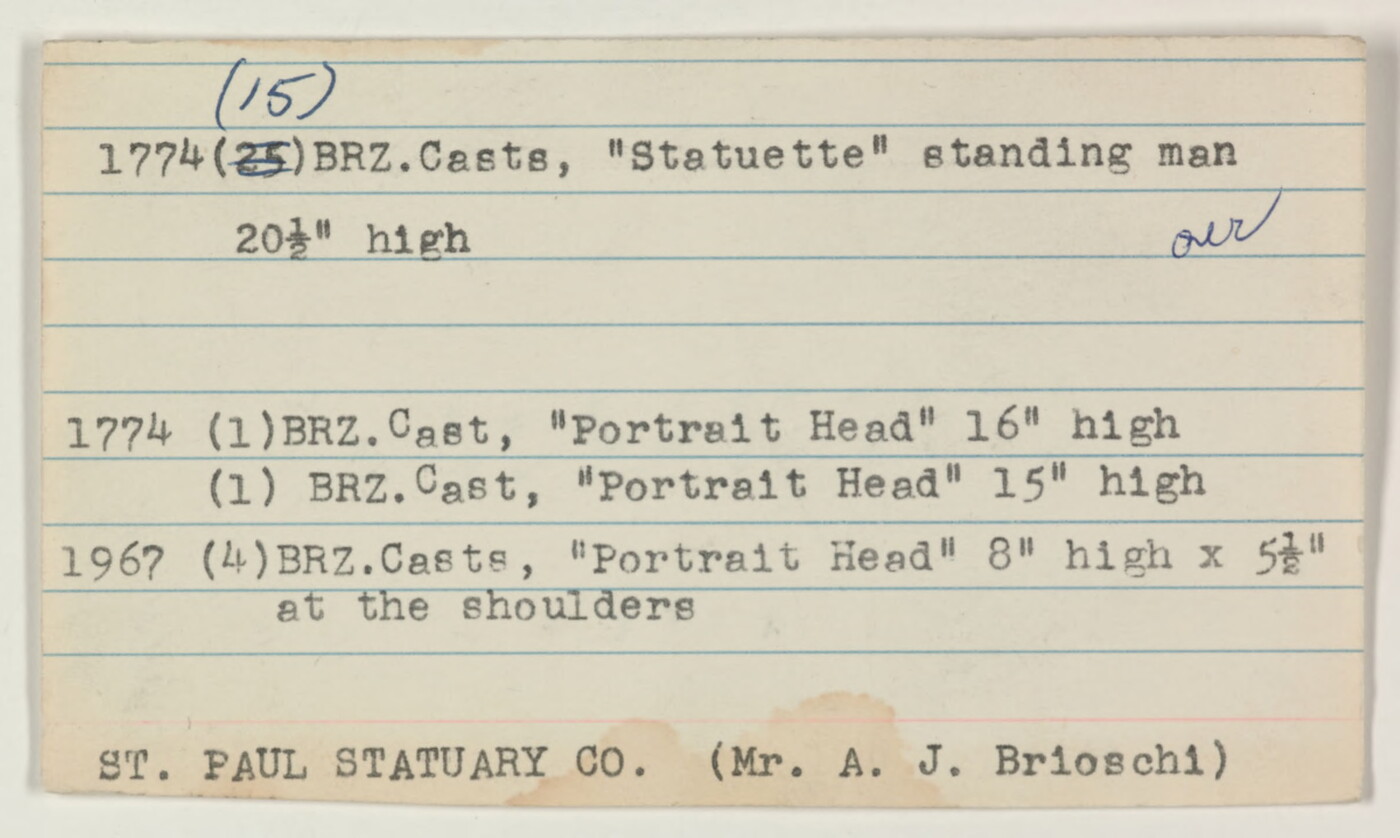 (15)
1774(25)BRZ.Casts, "Statuette" standing man
20½" high
over
1774 (1)BRZ.Cast, "Portrait Head" 16" high
(1) BRZ.Cast, "Portrait Head" 15" high
1967 (4)BRZ.Casts, "Portrait Head" 8" high x 5½"
at the shoulders
ST. PAUL STATUARY CO. (Mr. A. J. Brioschi)